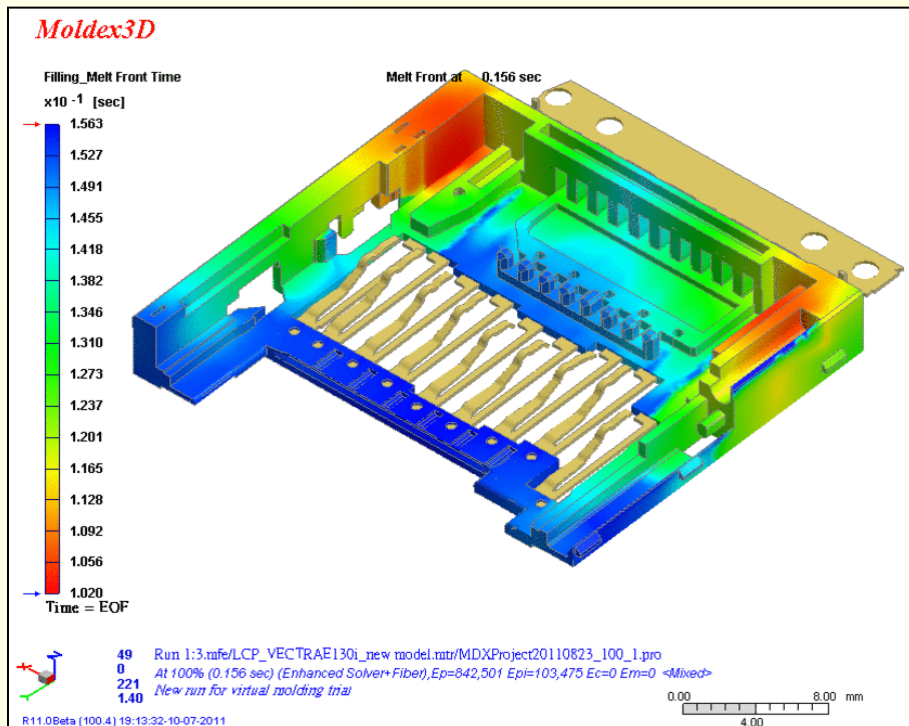 Moldex3D
Filling_Melt Front Time
Melt Front at 0.156 sec
x10 -1 [sec]
1.563
1.527
1.491
1.455
1.418
1.382
1.346
1.310
1.273
1.237
1.201
1.165
1.128
1.092
1.056
1.020
Time = EOF
49 Run 1:3.mfe/LCP_VECTRAE130i_new model.mtr/MDXProject20110823_100_1.pro
0 At 100% (0.156 sec) (Enhanced Solver+Fiber),Ep=842,501 Epi=103,475 Ec=0 Em=0 <Mixed>
221 New run for virtual molding trial
1.40
0.00 8.00 mm
4.00
R11.0Beta (100.4) 19:13:32-10-07-2011